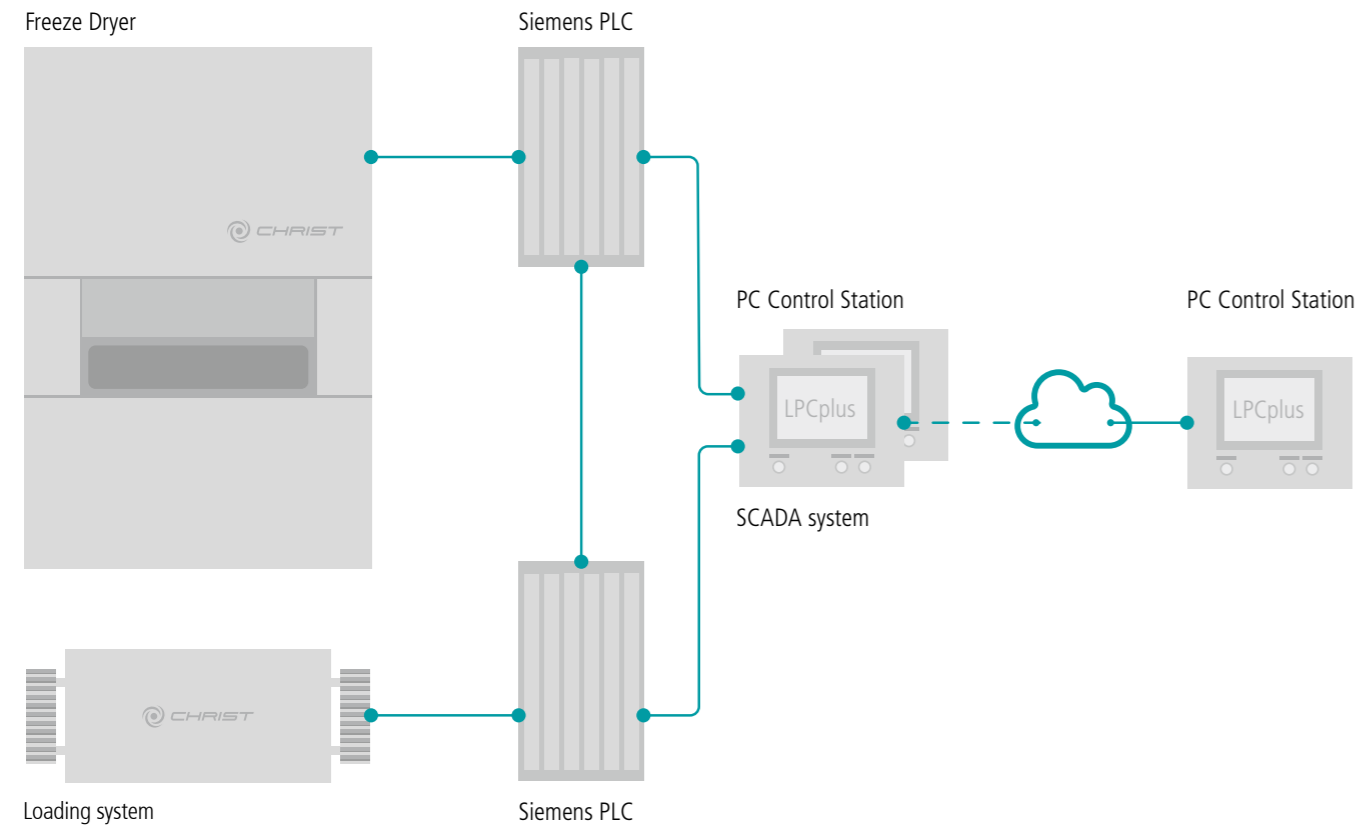 Freeze Dryer
Siemens PLC
CHRIST
PC Control Station
PC Control Station
LPCplus
LPCplus
SCADA system
CHRIST
Loading system
Siemens PLC